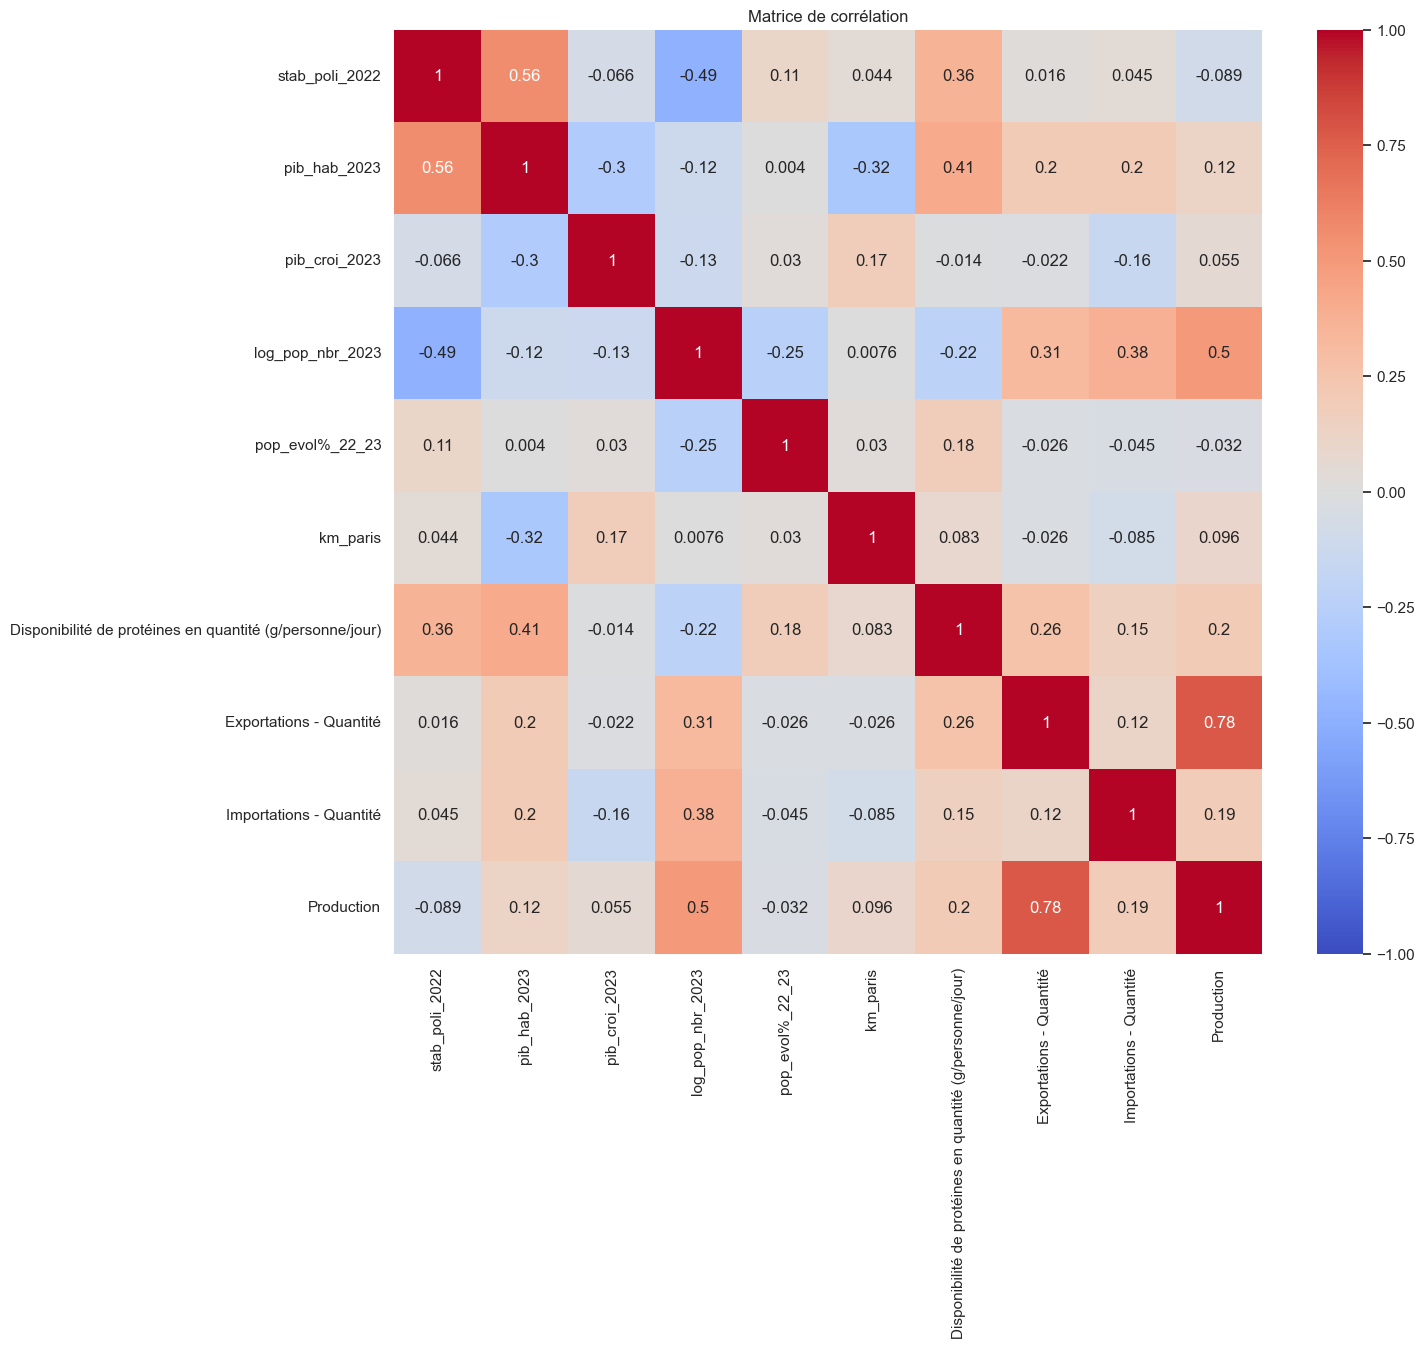 Matrice de corrélation
stab_poli_2022 1 0.56 -0.066 -0.49 0.11 0.044 0.36 0.016 0.045 -0.089
pib_hab_2023 0.56 1 -0.3 -0.12 0.004 -0.32 0.41 0.2 0.2 0.12
pib_croi_2023 -0.066 -0.3 1 -0.13 0.03 0.17 -0.014 -0.022 -0.16 0.055
log_pop_nbr_2023 -0.49 -0.12 -0.13 1 -0.25 0.0076 -0.22 0.31 0.38 0.5
pop_evol%_22_23 0.11 0.004 0.03 -0.25 1 0.03 0.18 -0.026 -0.045 -0.032
km_paris 0.044 -0.32 0.17 0.0076 0.03 1 0.083 -0.026 -0.085 0.096
Disponibilité de protéines en quantité (g/personne/jour) 0.36 0.41 -0.014 -0.22 0.18 0.083 1 0.26 0.15 0.2
Exportations - Quantité 0.016 0.2 -0.022 0.31 -0.026 -0.026 0.26 1 0.12 0.78
Importations - Quantité 0.045 0.2 -0.16 0.38 -0.045 -0.085 0.15 0.12 1 0.19
Production -0.089 0.12 0.055 0.5 -0.032 0.096 0.2 0.78 0.19 1
stab_poli_2022
pib_hab_2023
pib_croi_2023
log_pop_nbr_2023
pop_evol%_22_23
km_paris
Disponibilité de protéines en quantité (g/personne/jour)
Exportations - Quantité
Importations - Quantité
Production
1.00
0.75
0.50
0.25
0.00
−0.25
−0.50
−0.75
−1.00